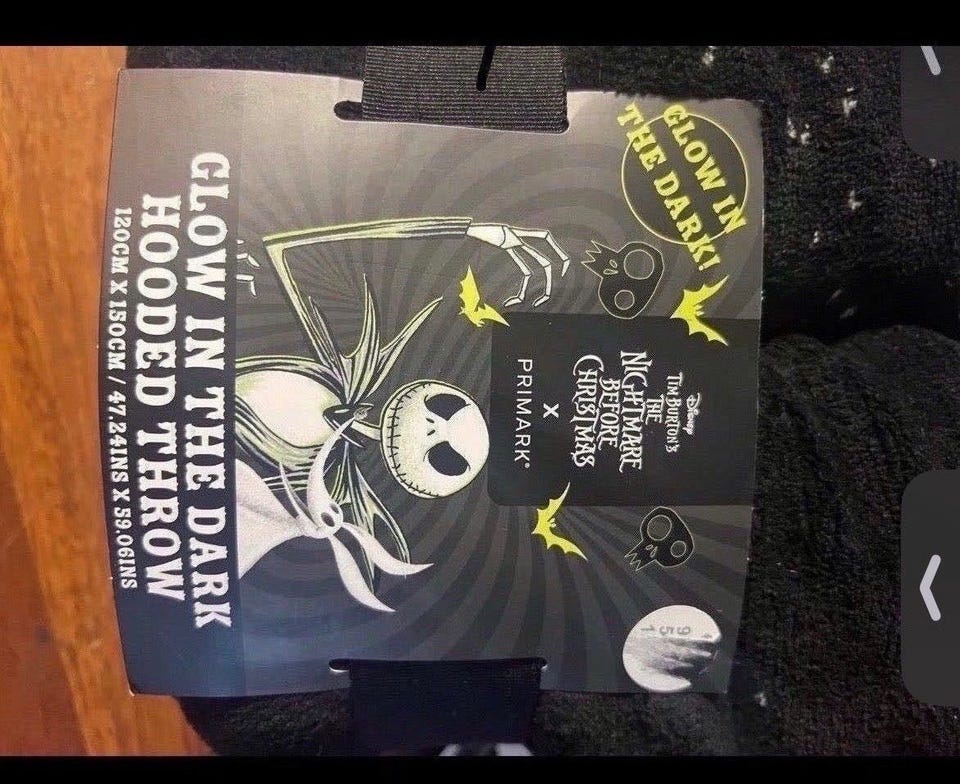 GLOW IN
THE DARK!
Disney
TIM BURTON'S
THE
NIGHTMARE
BEFORE
CHRISTMAS
X
PRIMARK®
GLOW IN THE DARK
HOODED THROW
120CM X 150CM / 47.24INS X 59.06INS